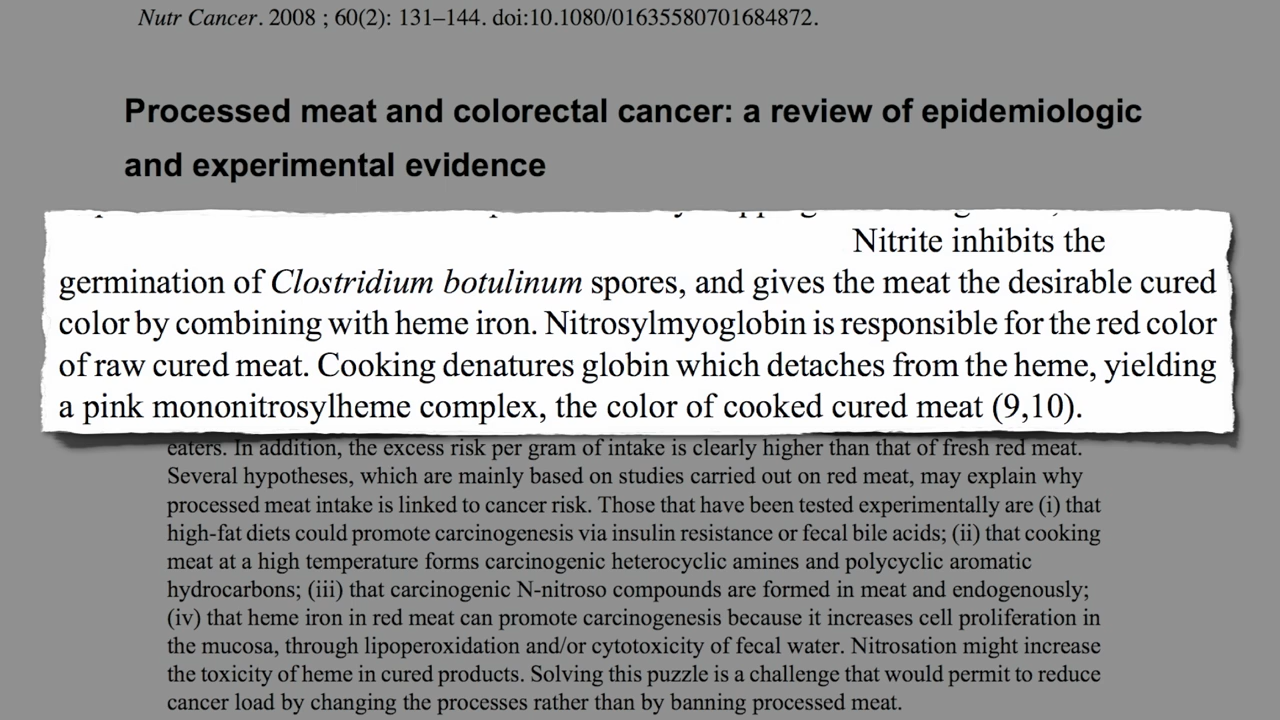 Nutr Cancer. 2008 ; 60(2): 131–144. doi:10.1080/01635580701684872.
Processed meat and colorectal cancer: a review of epidemiologic
and experimental evidence
Nitrite inhibits the
germination of Clostridium botulinum spores, and gives the meat the desirable cured
color by combining with heme iron. Nitrosylmyoglobin is responsible for the red color
of raw cured meat. Cooking denatures globin which detaches from the heme, yielding
a pink mononitrosylheme complex, the color of cooked cured meat (9,10).
eaters. In addition, the excess risk per gram of intake is clearly higher than that of fresh red meat.
Several hypotheses, which are mainly based on studies carried out on red meat, may explain why
processed meat intake is linked to cancer risk. Those that have been tested experimentally are (i) that
high-fat diets could promote carcinogenesis via insulin resistance or fecal bile acids; (ii) that cooking
meat at a high temperature forms carcinogenic heterocyclic amines and polycyclic aromatic
hydrocarbons; (iii) that carcinogenic N-nitroso compounds are formed in meat and endogenously;
(iv) that heme iron in red meat can promote carcinogenesis because it increases cell proliferation in
the mucosa, through lipoperoxidation and/or cytotoxicity of fecal water. Nitrosation might increase
the toxicity of heme in cured products. Solving this puzzle is a challenge that would permit to reduce
cancer load by changing the processes rather than by banning processed meat.